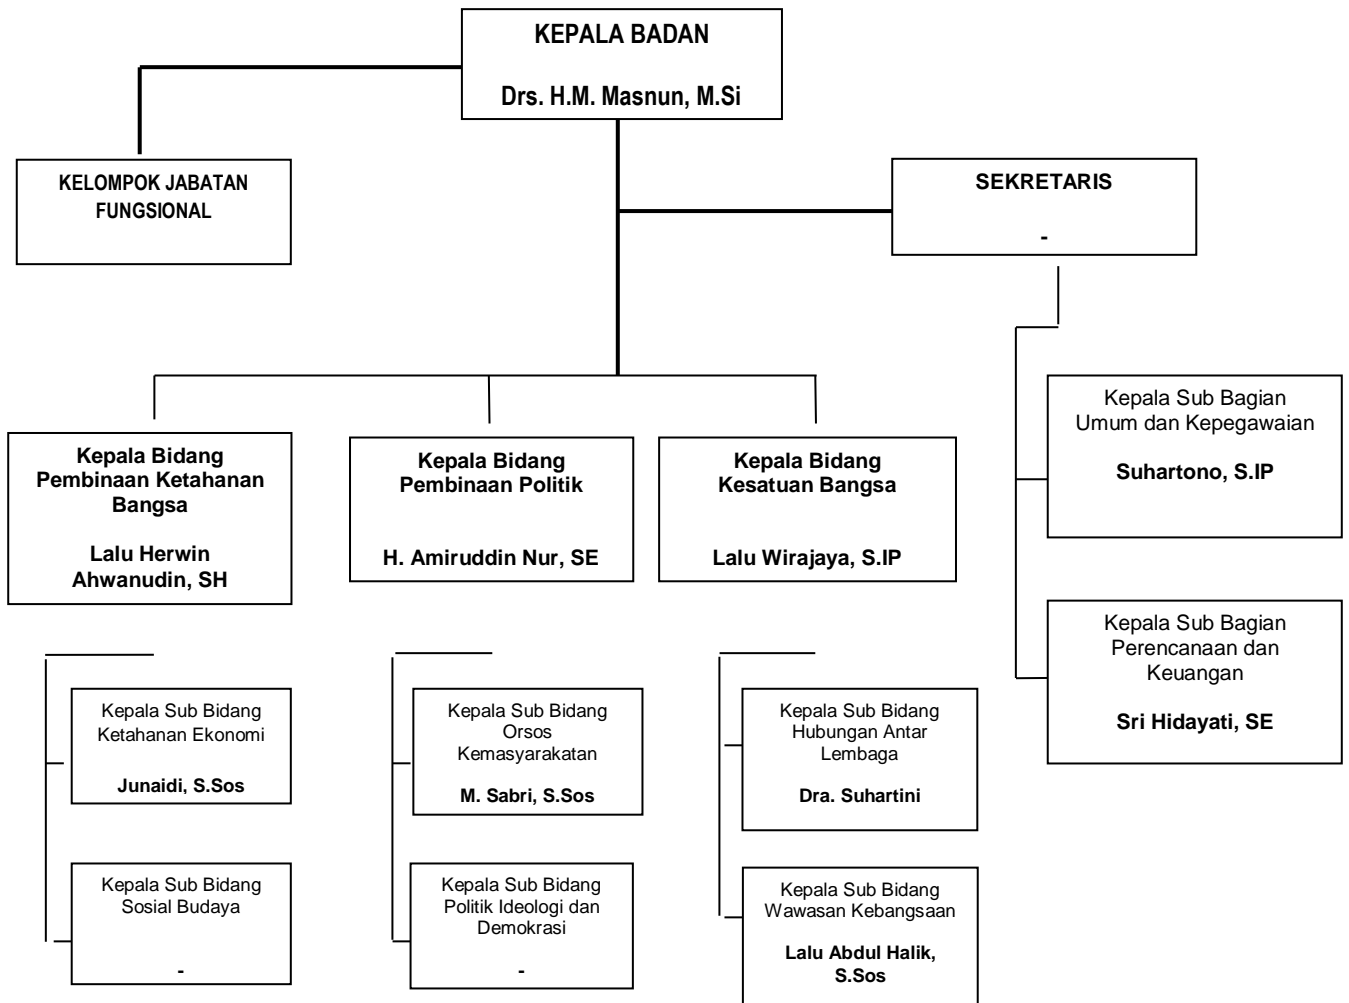 KEPALA BADAN
Drs. H.M. Masnun, M.Si
KELOMPOK JABATAN
FUNGSIONAL
SEKRETARIS
-
Kepala Sub Bagian
Umum dan Kepegawaian
Suhartono, S.IP
Kepala Sub Bagian
Perencanaan dan
Keuangan
Sri Hidayati, SE
Kepala Bidang
Pembinaan Ketahanan
Bangsa
Lalu Herwin
Ahwanudin, SH
Kepala Bidang
Pembinaan Politik
H. Amiruddin Nur, SE
Kepala Bidang
Kesatuan Bangsa
Lalu Wirajaya, S.IP
Kepala Sub Bidang
Ketahanan Ekonomi
Junaidi, S.Sos
Kepala Sub Bidang
Sosial Budaya
-
Kepala Sub Bidang
Orsos
Kemasyarakatan
M. Sabri, S.Sos
Kepala Sub Bidang
Politik Ideologi dan
Demokrasi
-
Kepala Sub Bidang
Hubungan Antar
Lembaga
Dra. Suhartini
Kepala Sub Bidang
Wawasan Kebangsaan
Lalu Abdul Halik,
S.Sos